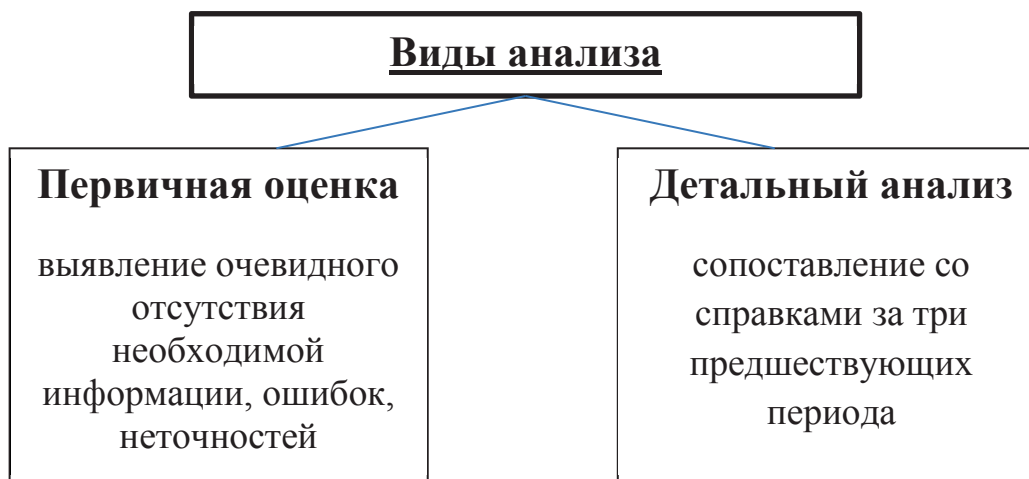 Виды анализа
Первичная оценка
выявление очевидного
отсутствия
необходимой
информации, ошибок,
неточностей
Детальный анализ
сопоставление со
справками за три
предшествующих
периода